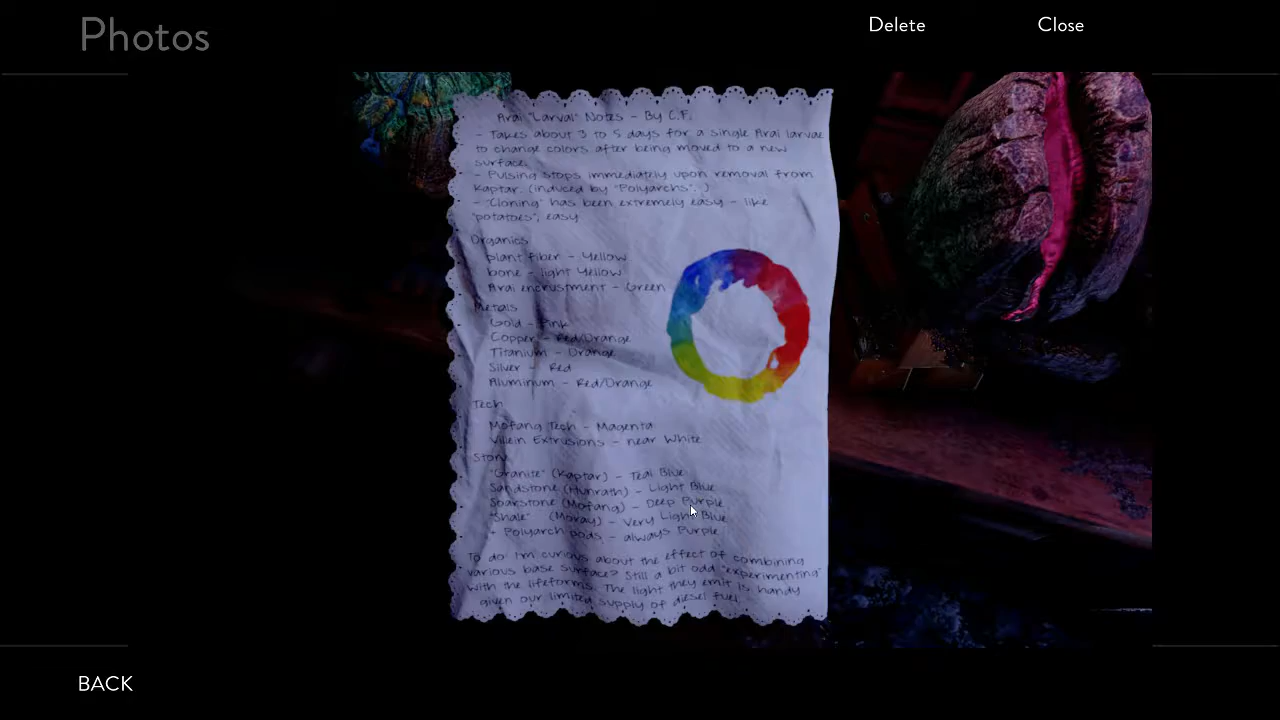 Photos
Delete
Close
Arai "Larval" Notes - By C.F.
- Takes about 3 to 5 days for a single Arai larvae
to change colors after being moved to a new
surface.
- Pulsing stops immediately upon removal from
Kaptar. (induced by "Polyarchs". )
- "Cloning" has been extremely easy - like
"potatoes", easy.
Organics
plant fiber - Yellow
bone - light Yellow
Arai encrustment - Green
Metals
Gold - Pink
Copper - Red/Orange
Titanium - Orange
Silver - Red
Aluminum - Red/Orange
Tech
Mofang Tech - Magenta
Villein Extrusions - near White
Stone
"Granite" (Kaptar) - Teal Blue
Sandstone (Hunrath) - Light Blue
Soapstone (Mofang) - Deep Purple
"Shale" (Moray) - Very Light Blue
+ Polyarch pods - always Purple
To do: I'm curious about the effect of combining
various base surface? Still a bit odd "experimenting"
with the lifeforms. The light they emit is handy
given our limited supply of diesel fuel.
BACK